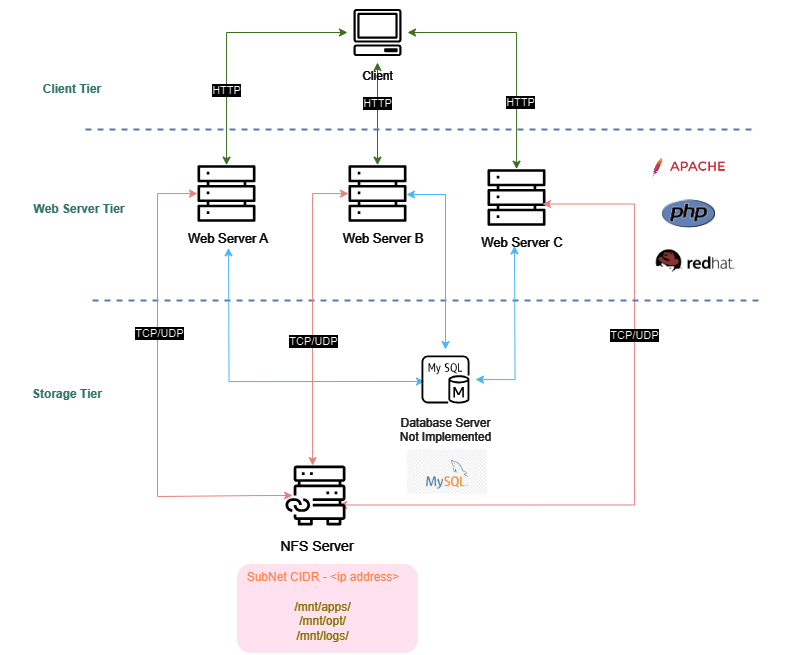 Client
Client Tier
HTTP
HTTP
HTTP
APACHE
php
redhat.
Web Server Tier
Web Server A
Web Server B
Web Server C
TCP/UDP
TCP/UDP
TCP/UDP
My SQL
M
Storage Tier
Database Server
Not Implemented
MySQL
NFS Server
SubNet CIDR - <ip address>
/mnt/apps/
/mnt/opt/
/mnt/logs/